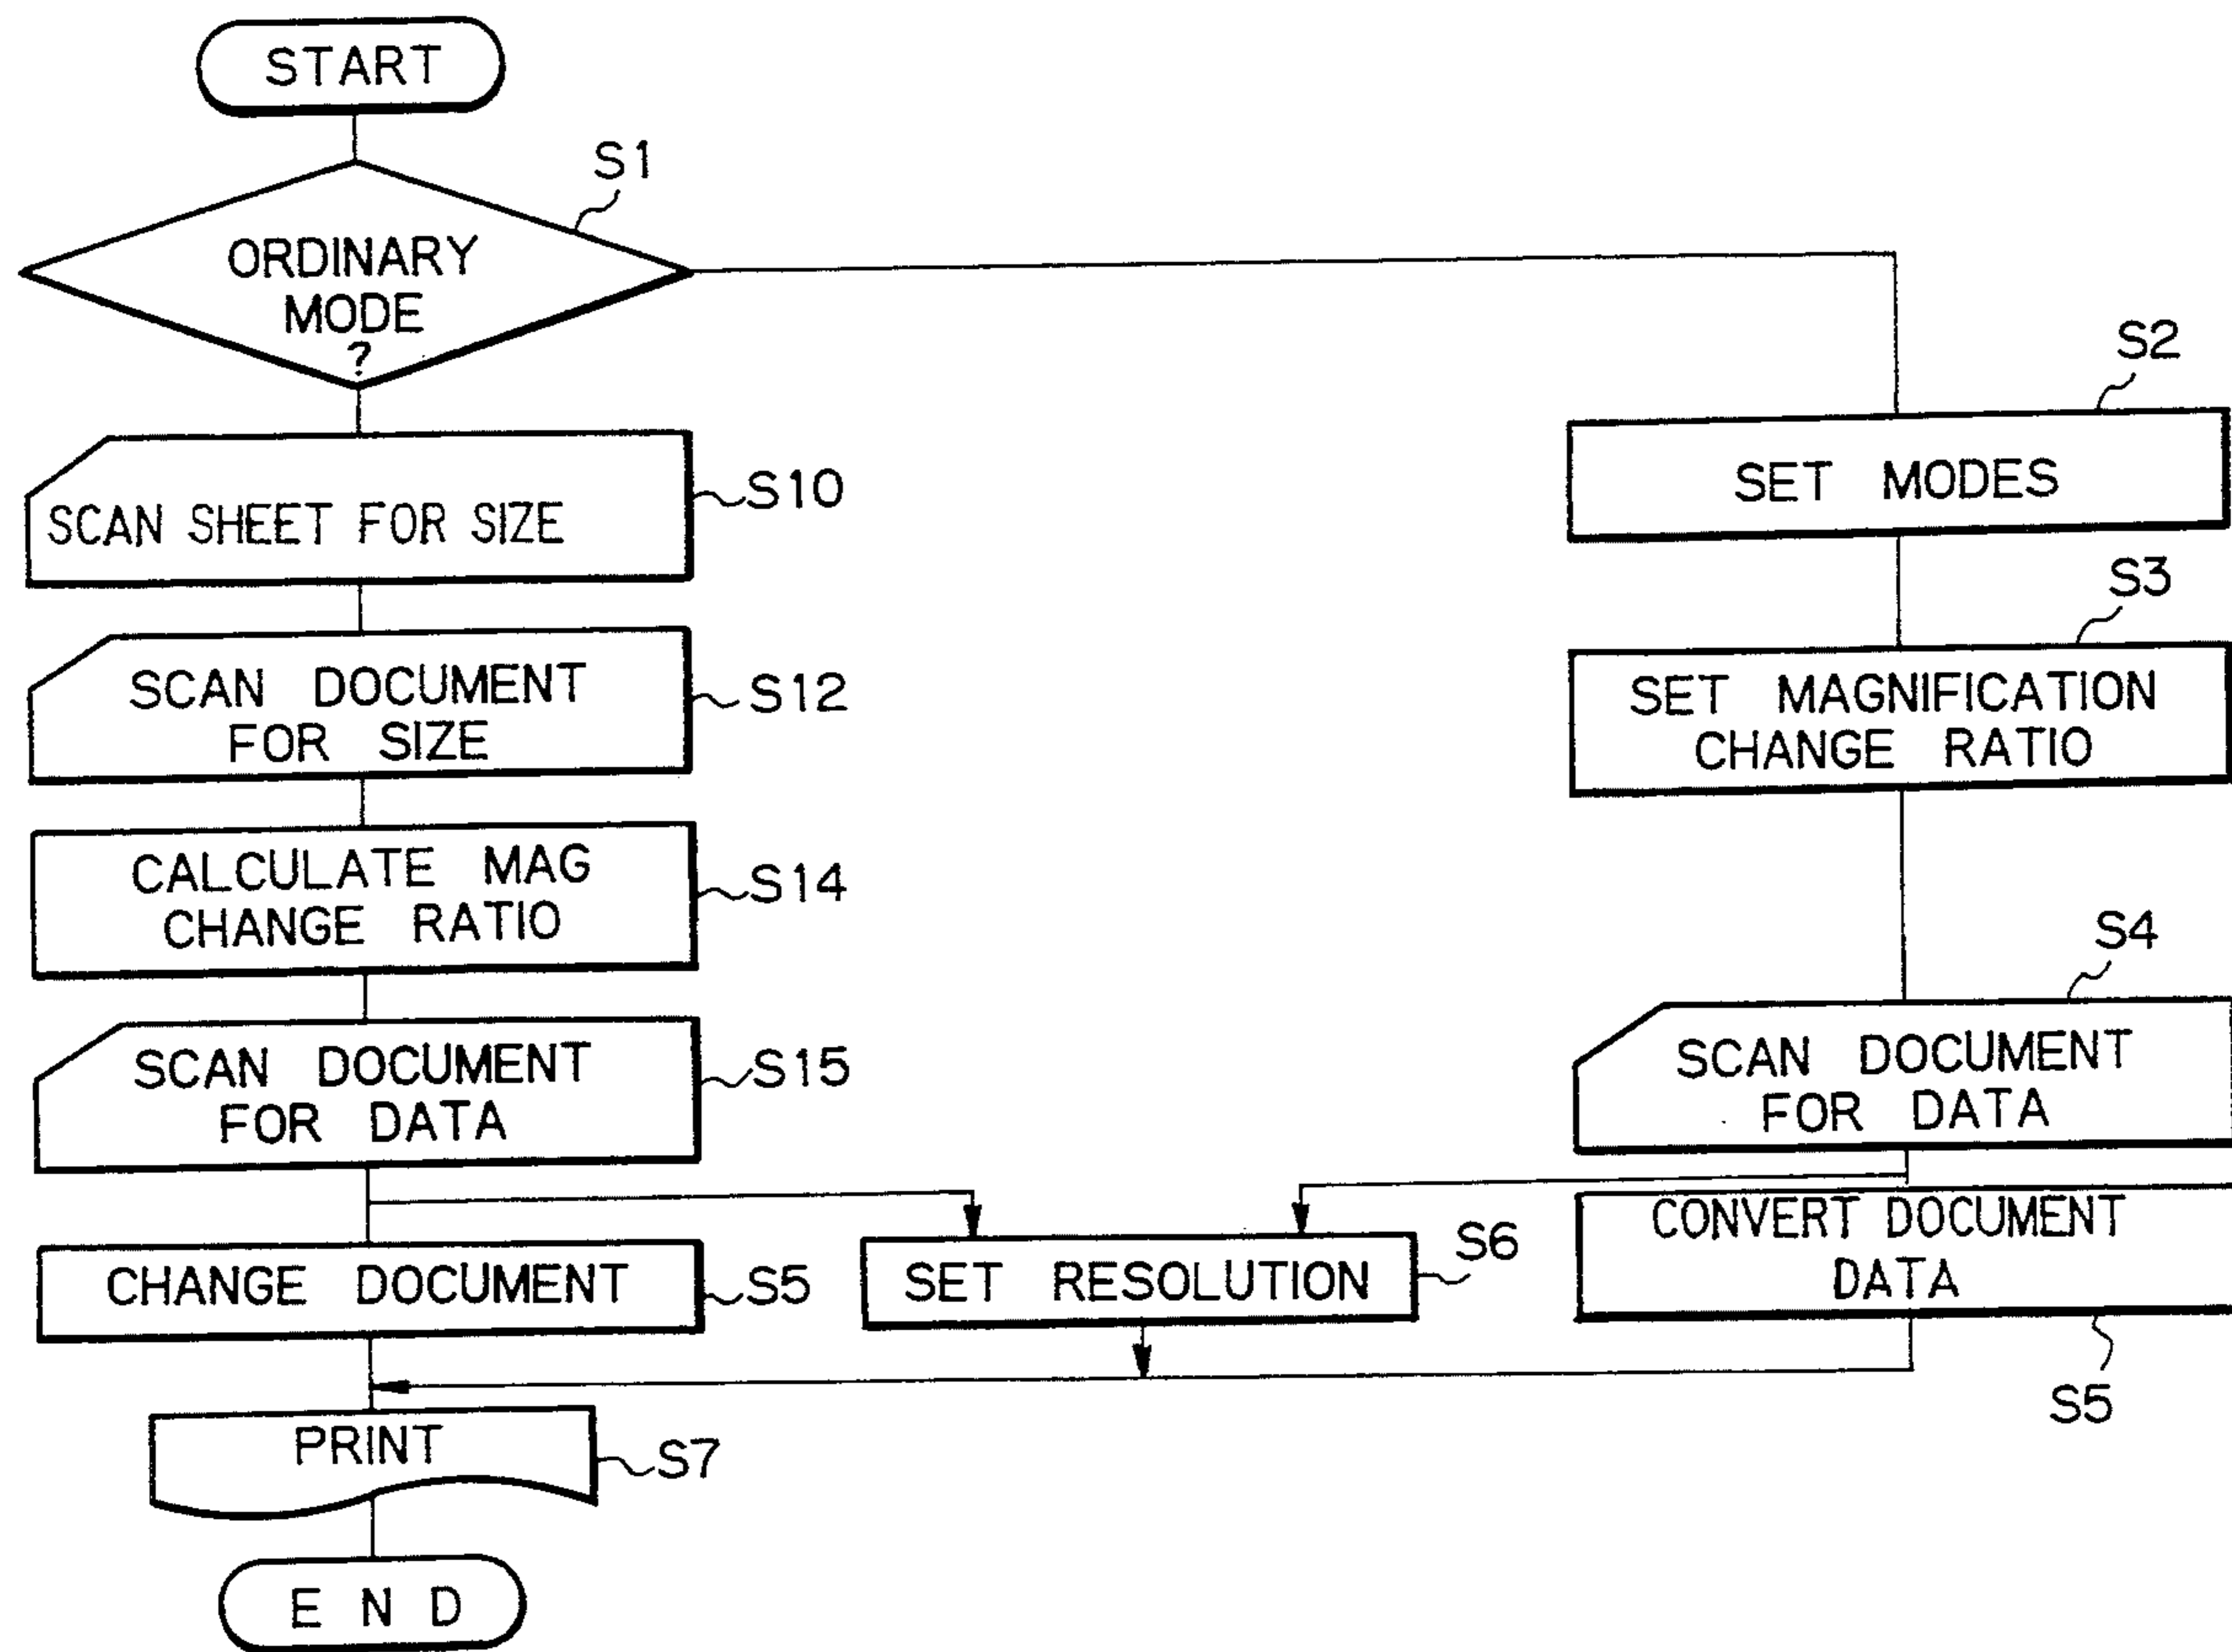 START
S1
ORDINARY
MODE
?
SCAN SHEET FOR SIZE
S10
SCAN DOCUMENT
FOR SIZE
S12
CALCULATE MAG
CHANGE RATIO
S14
SCAN DOCUMENT
FOR DATA
S15
CHANGE DOCUMENT
S5
SET RESOLUTION
S6
S2
SET MODES
S3
SET MAGNIFICATION
CHANGE RATIO
S4
SCAN DOCUMENT
FOR DATA
CONVERT DOCUMENT
DATA
S5
PRINT
S7
END